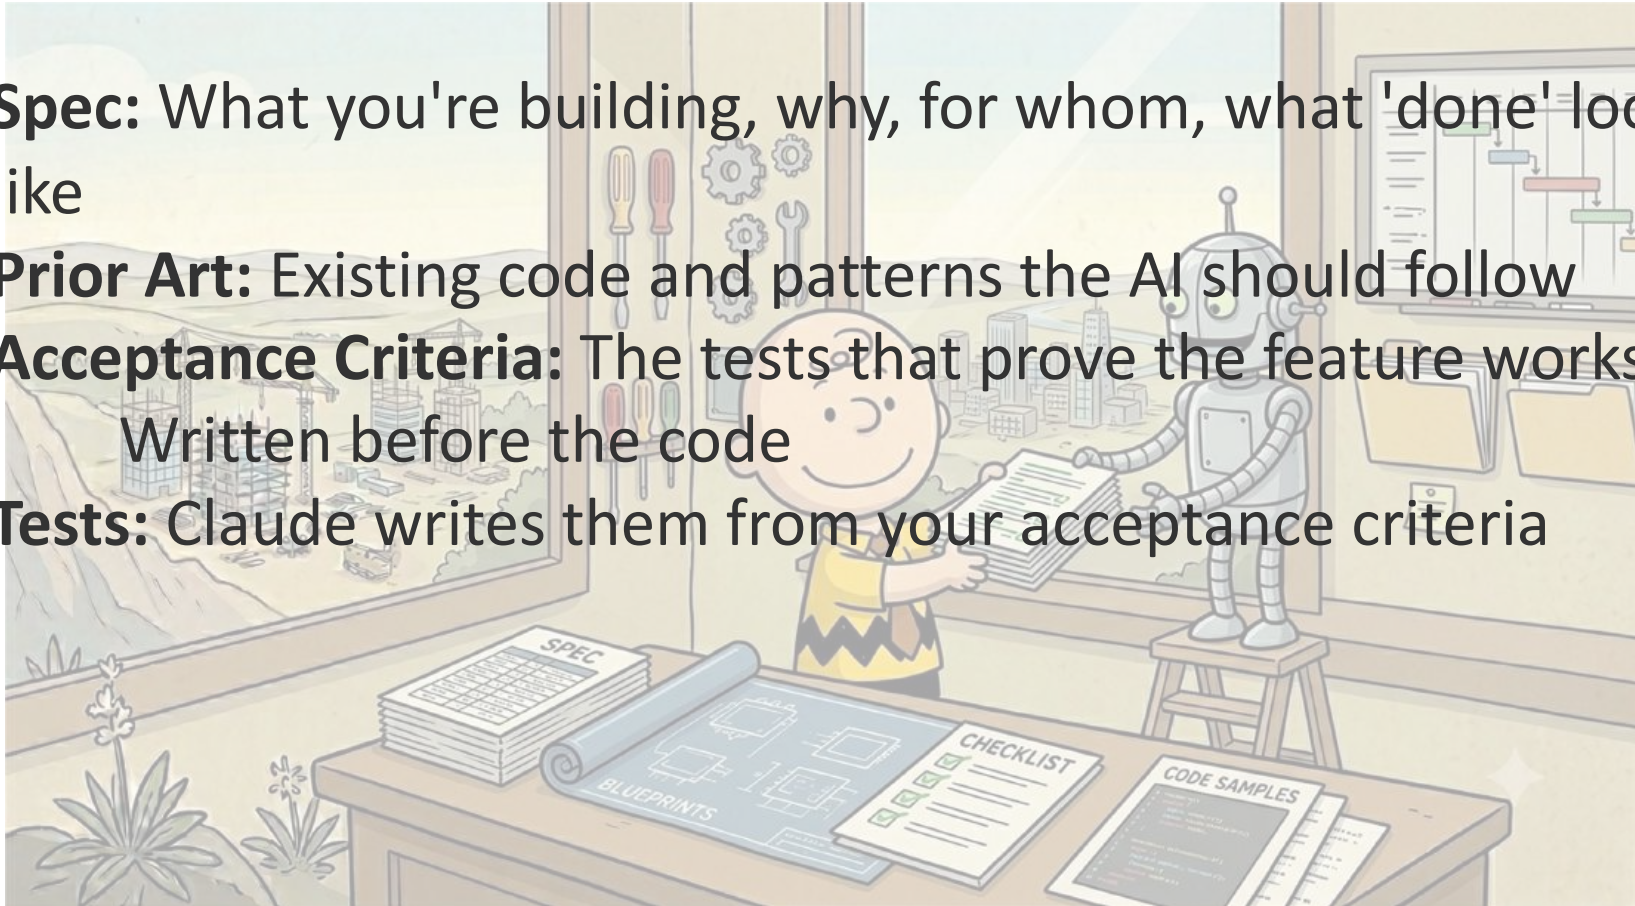 Spec: What you're building, why, for whom, what 'done' loo
ike
Prior Art: Existing code and patterns the AI should follow
Acceptance Criteria: The tests that prove the feature works
Written before the code
Tests: Claude writes them from your acceptance criteria
SPEC
BLUEPRINTS
CHECKLIST
CODE SAMPLES